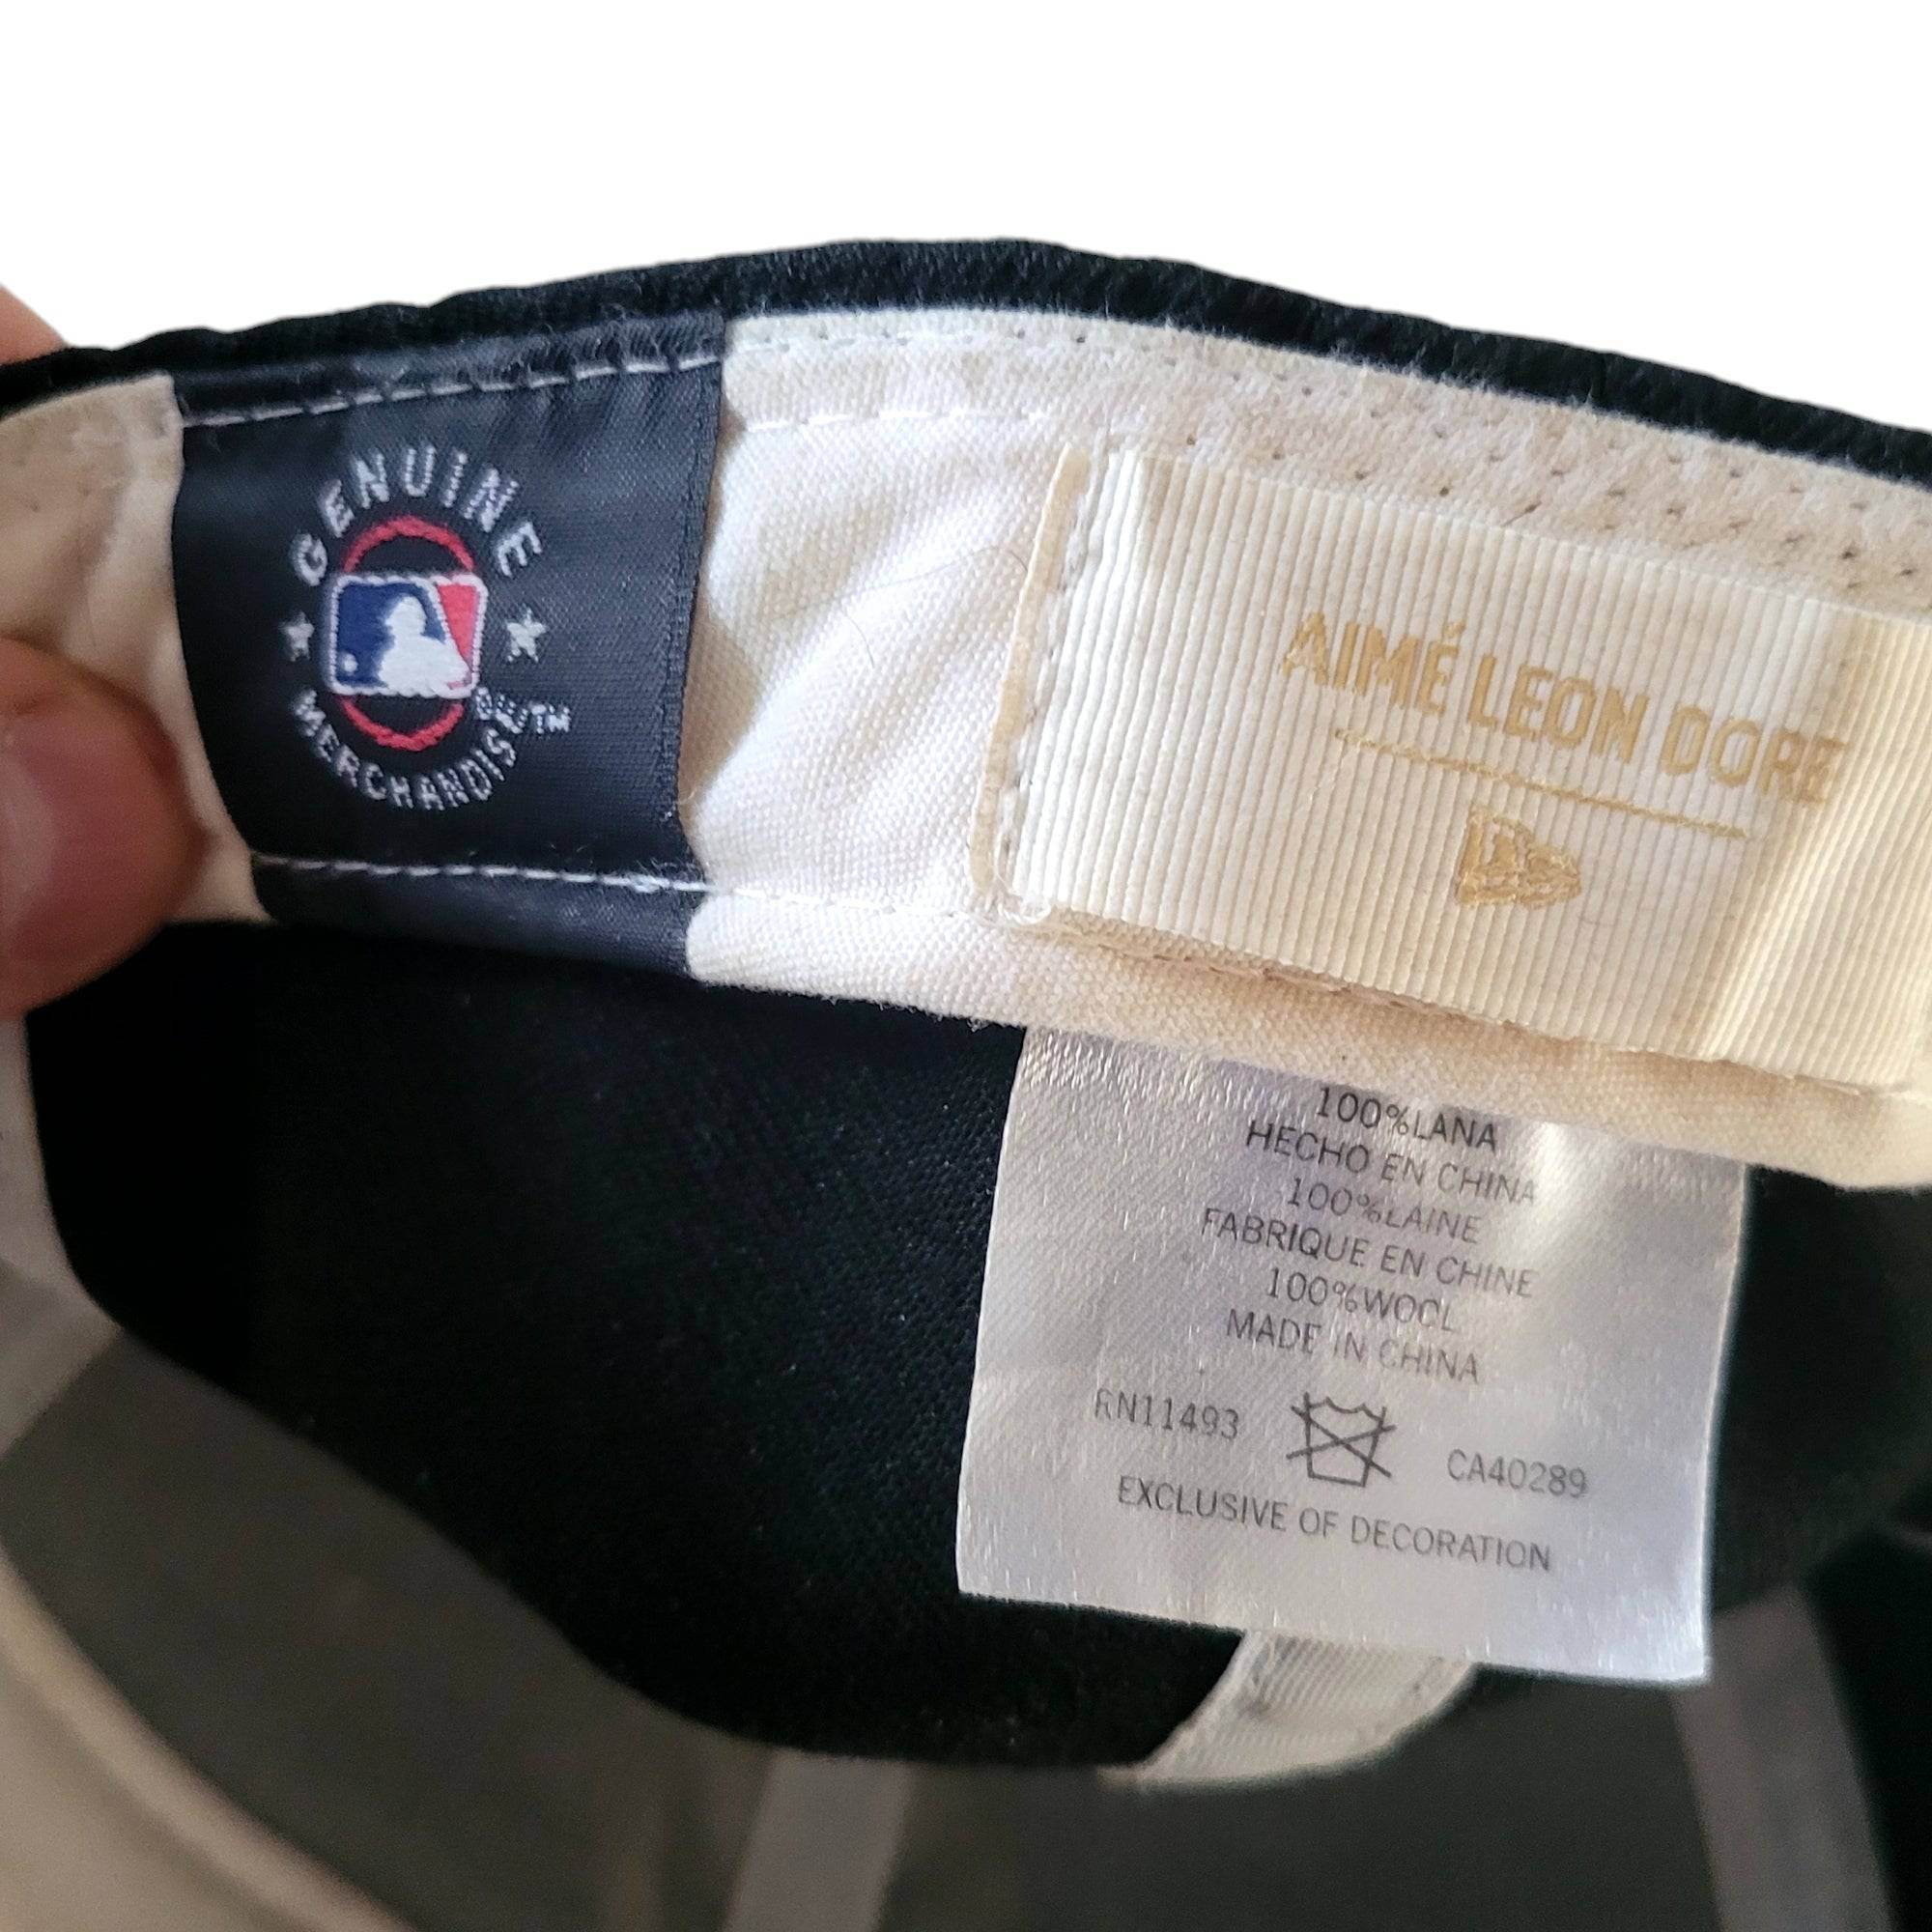 GENUINE
MERCHANDISE
AIMÉ LEON DORE
100%LANA
HECHO EN CHINA
100%LAINE
FABRIQUE EN CHINE
100%WOOL
MADE IN CHINA
RN11493
CA40289
EXCLUSIVE OF DECORATION